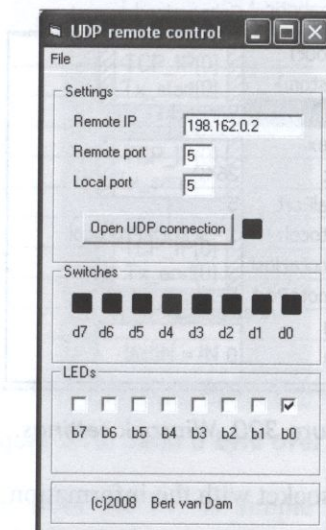 UDP remote control
File
Settings
Remote IP 198.162.0.2
Remote port 5
Local port 5
Open UDP connection
Switches
d7 d6 d5 d4 d3 d2 d1 d0
LEDs
b7 b6 b5 b4 b3 b2 b1 b0
[c]2008 Bert van Dam